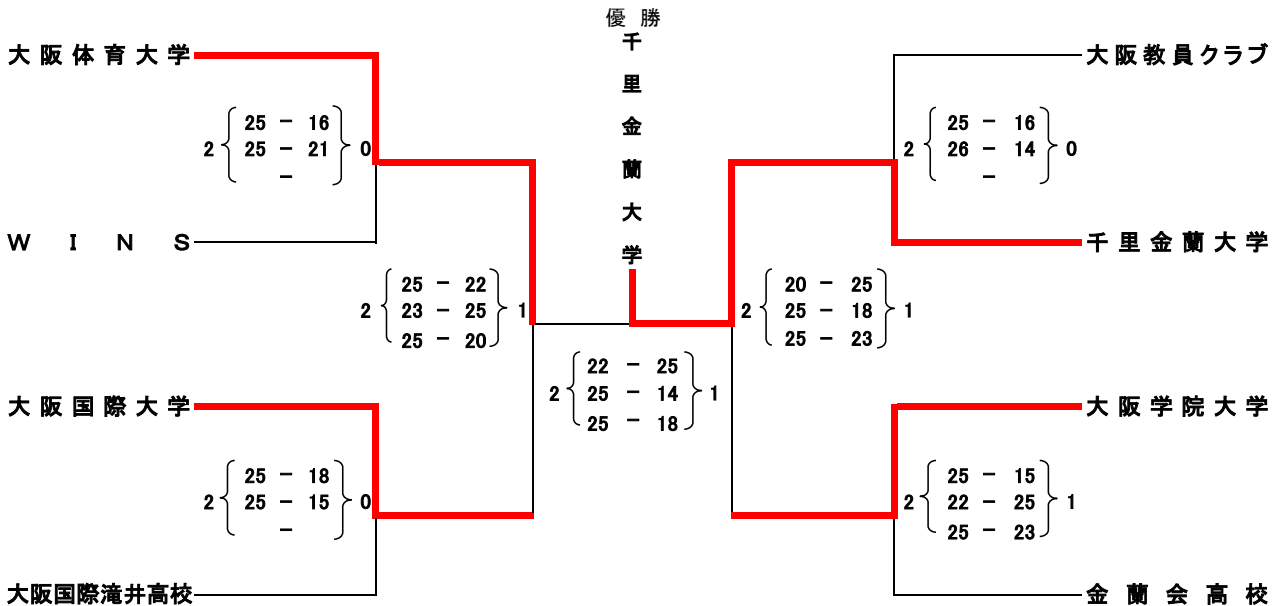 優勝
千里金蘭大学
大阪体育大学
2 25 － 16 0
25 － 21
－
WINS
2 25 － 22 1
23 － 25
25 － 20
大阪国際大学
2 25 － 18 0
25 － 15
－
大阪国際滝井高校
2 22 － 25 1
25 － 14
25 － 18
大阪教員クラブ
2 25 － 16 0
26 － 14
－
千里金蘭大学
2 20 － 25 1
25 － 18
25 － 23
大阪学院大学
2 25 － 15 1
22 － 25
25 － 23
金蘭会高校